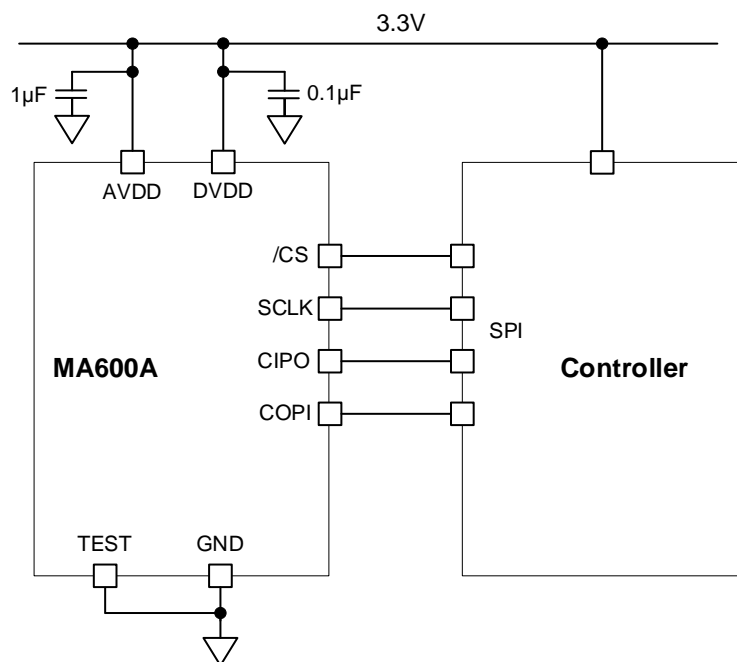 3.3V
1µF
0.1µF
AVDD
DVDD
/CS
SCLK
SPI
CIPO
MA600A
Controller
COPI
TEST
GND